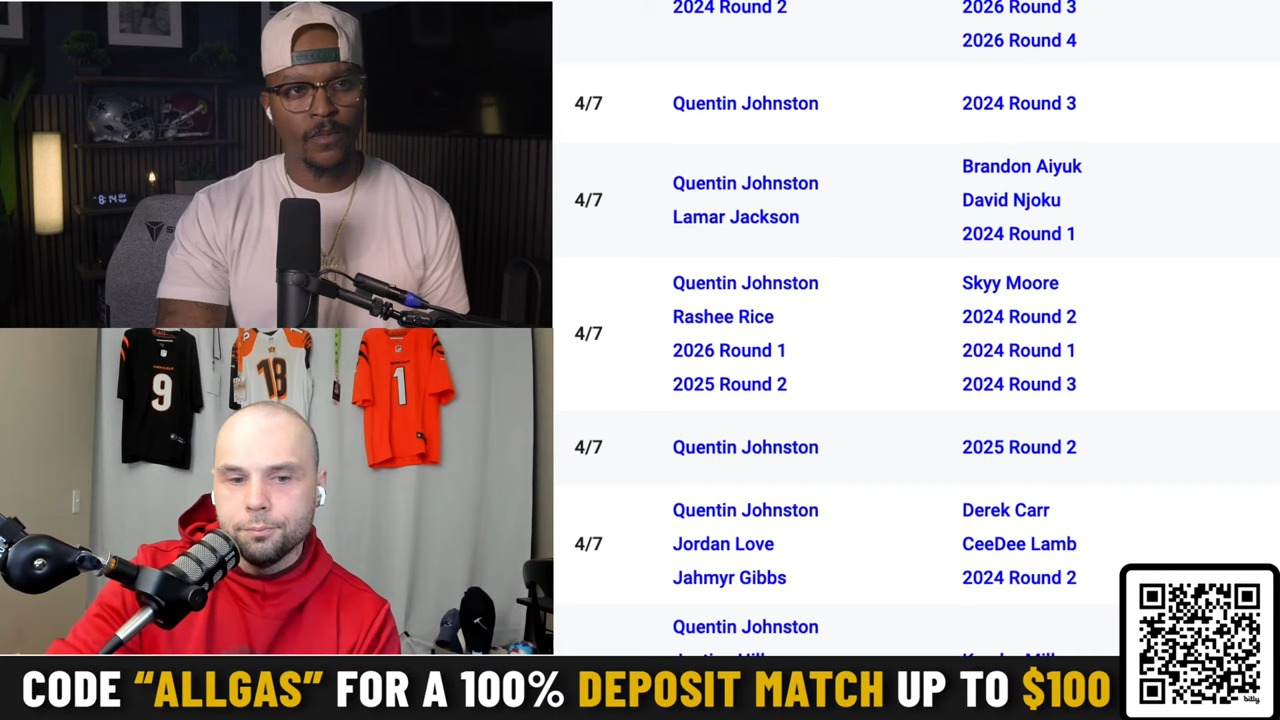 2024 Round 2
2026 Round 3
2026 Round 4
4/7
Quentin Johnston
2024 Round 3
4/7
Quentin Johnston
Lamar Jackson
Brandon Aiyuk
David Njoku
2024 Round 1
4/7
Quentin Johnston
Rashee Rice
2026 Round 1
2025 Round 2
Skyy Moore
2024 Round 2
2024 Round 1
2024 Round 3
4/7
Quentin Johnston
2025 Round 2
4/7
Quentin Johnston
Jordan Love
Jahmyr Gibbs
Derek Carr
CeeDee Lamb
2024 Round 2
Quentin Johnston
8:14
9
18
1
CODE “ALLGAS” FOR A 100% DEPOSIT MATCH UP TO $100
billy